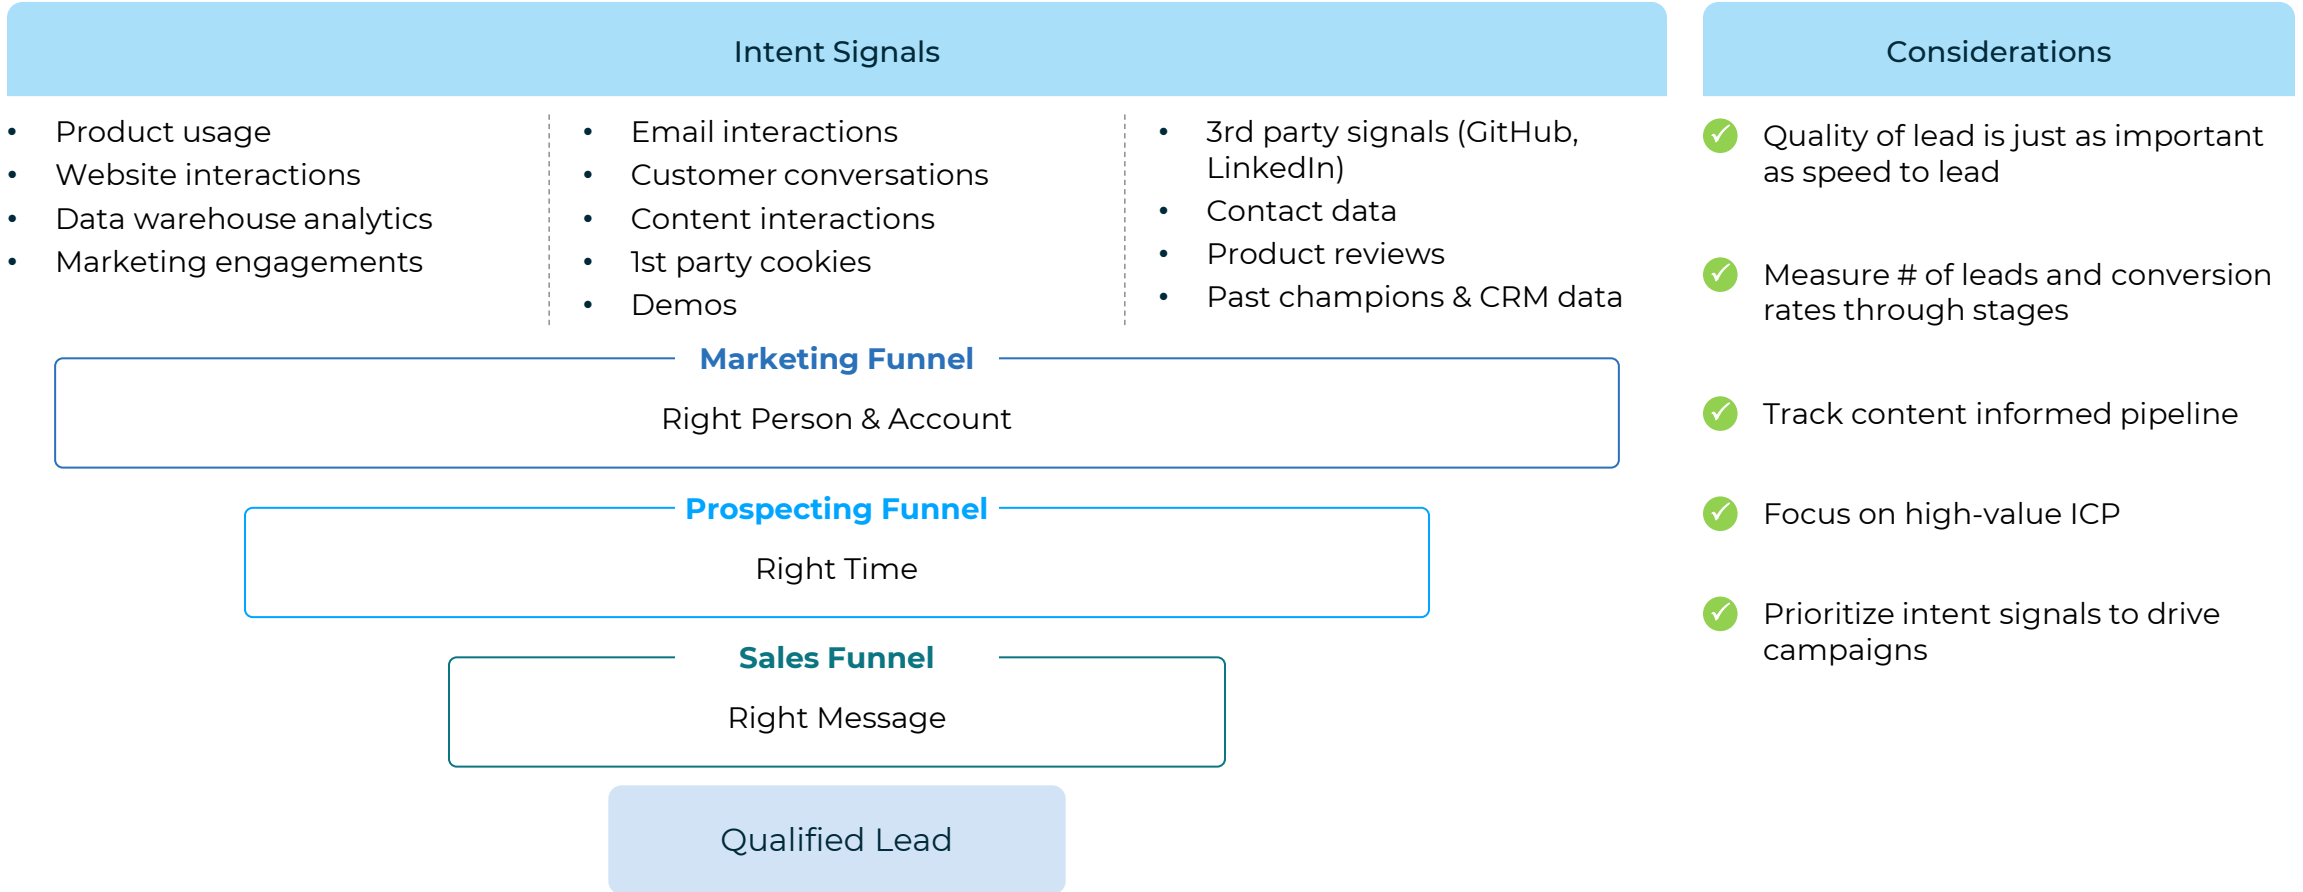 Intent Signals
• Product usage
• Website interactions
• Data warehouse analytics
• Marketing engagements
• Email interactions
• Customer conversations
• Content interactions
• 1st party cookies
• Demos
• 3rd party signals (GitHub,
LinkedIn)
• Contact data
• Product reviews
• Past champions & CRM data
Marketing Funnel
Right Person & Account
Prospecting Funnel
Right Time
Sales Funnel
Right Message
Qualified Lead
Considerations
Quality of lead is just as important
as speed to lead
Measure # of leads and conversion
rates through stages
Track content informed pipeline
Focus on high-value ICP
Prioritize intent signals to drive
campaigns